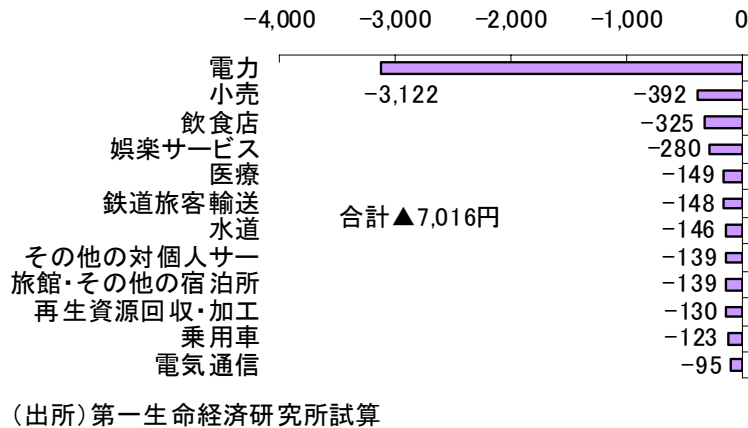 -4,000 -3,000 -2,000 -1,000 0
電力
小売 -3,122 -392
飲食店 -325
娯楽サービス -280
医療 -149
鉄道旅客輸送 合計▲7,016円 -148
水道 -146
その他の対個人サー -139
旅館・その他の宿泊所 -139
再生資源回収・加工 -130
乗用車 -123
電気通信 -95
（出所）第一生命経済研究所試算